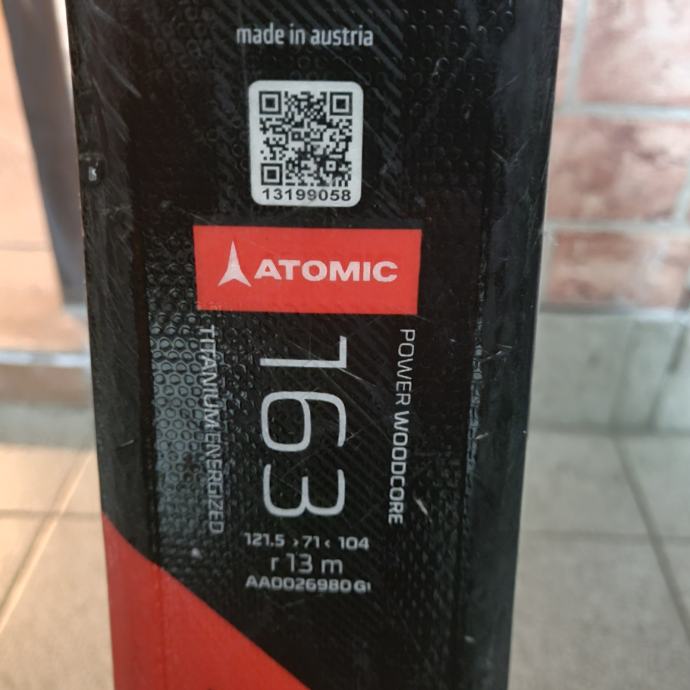 made in austria
13199058
ATOMIC
POWER WOODCORE
163
TITANIUM ENERGIZED
121.5 › 71 ‹ 104
r 13 m
AA0026980 G1